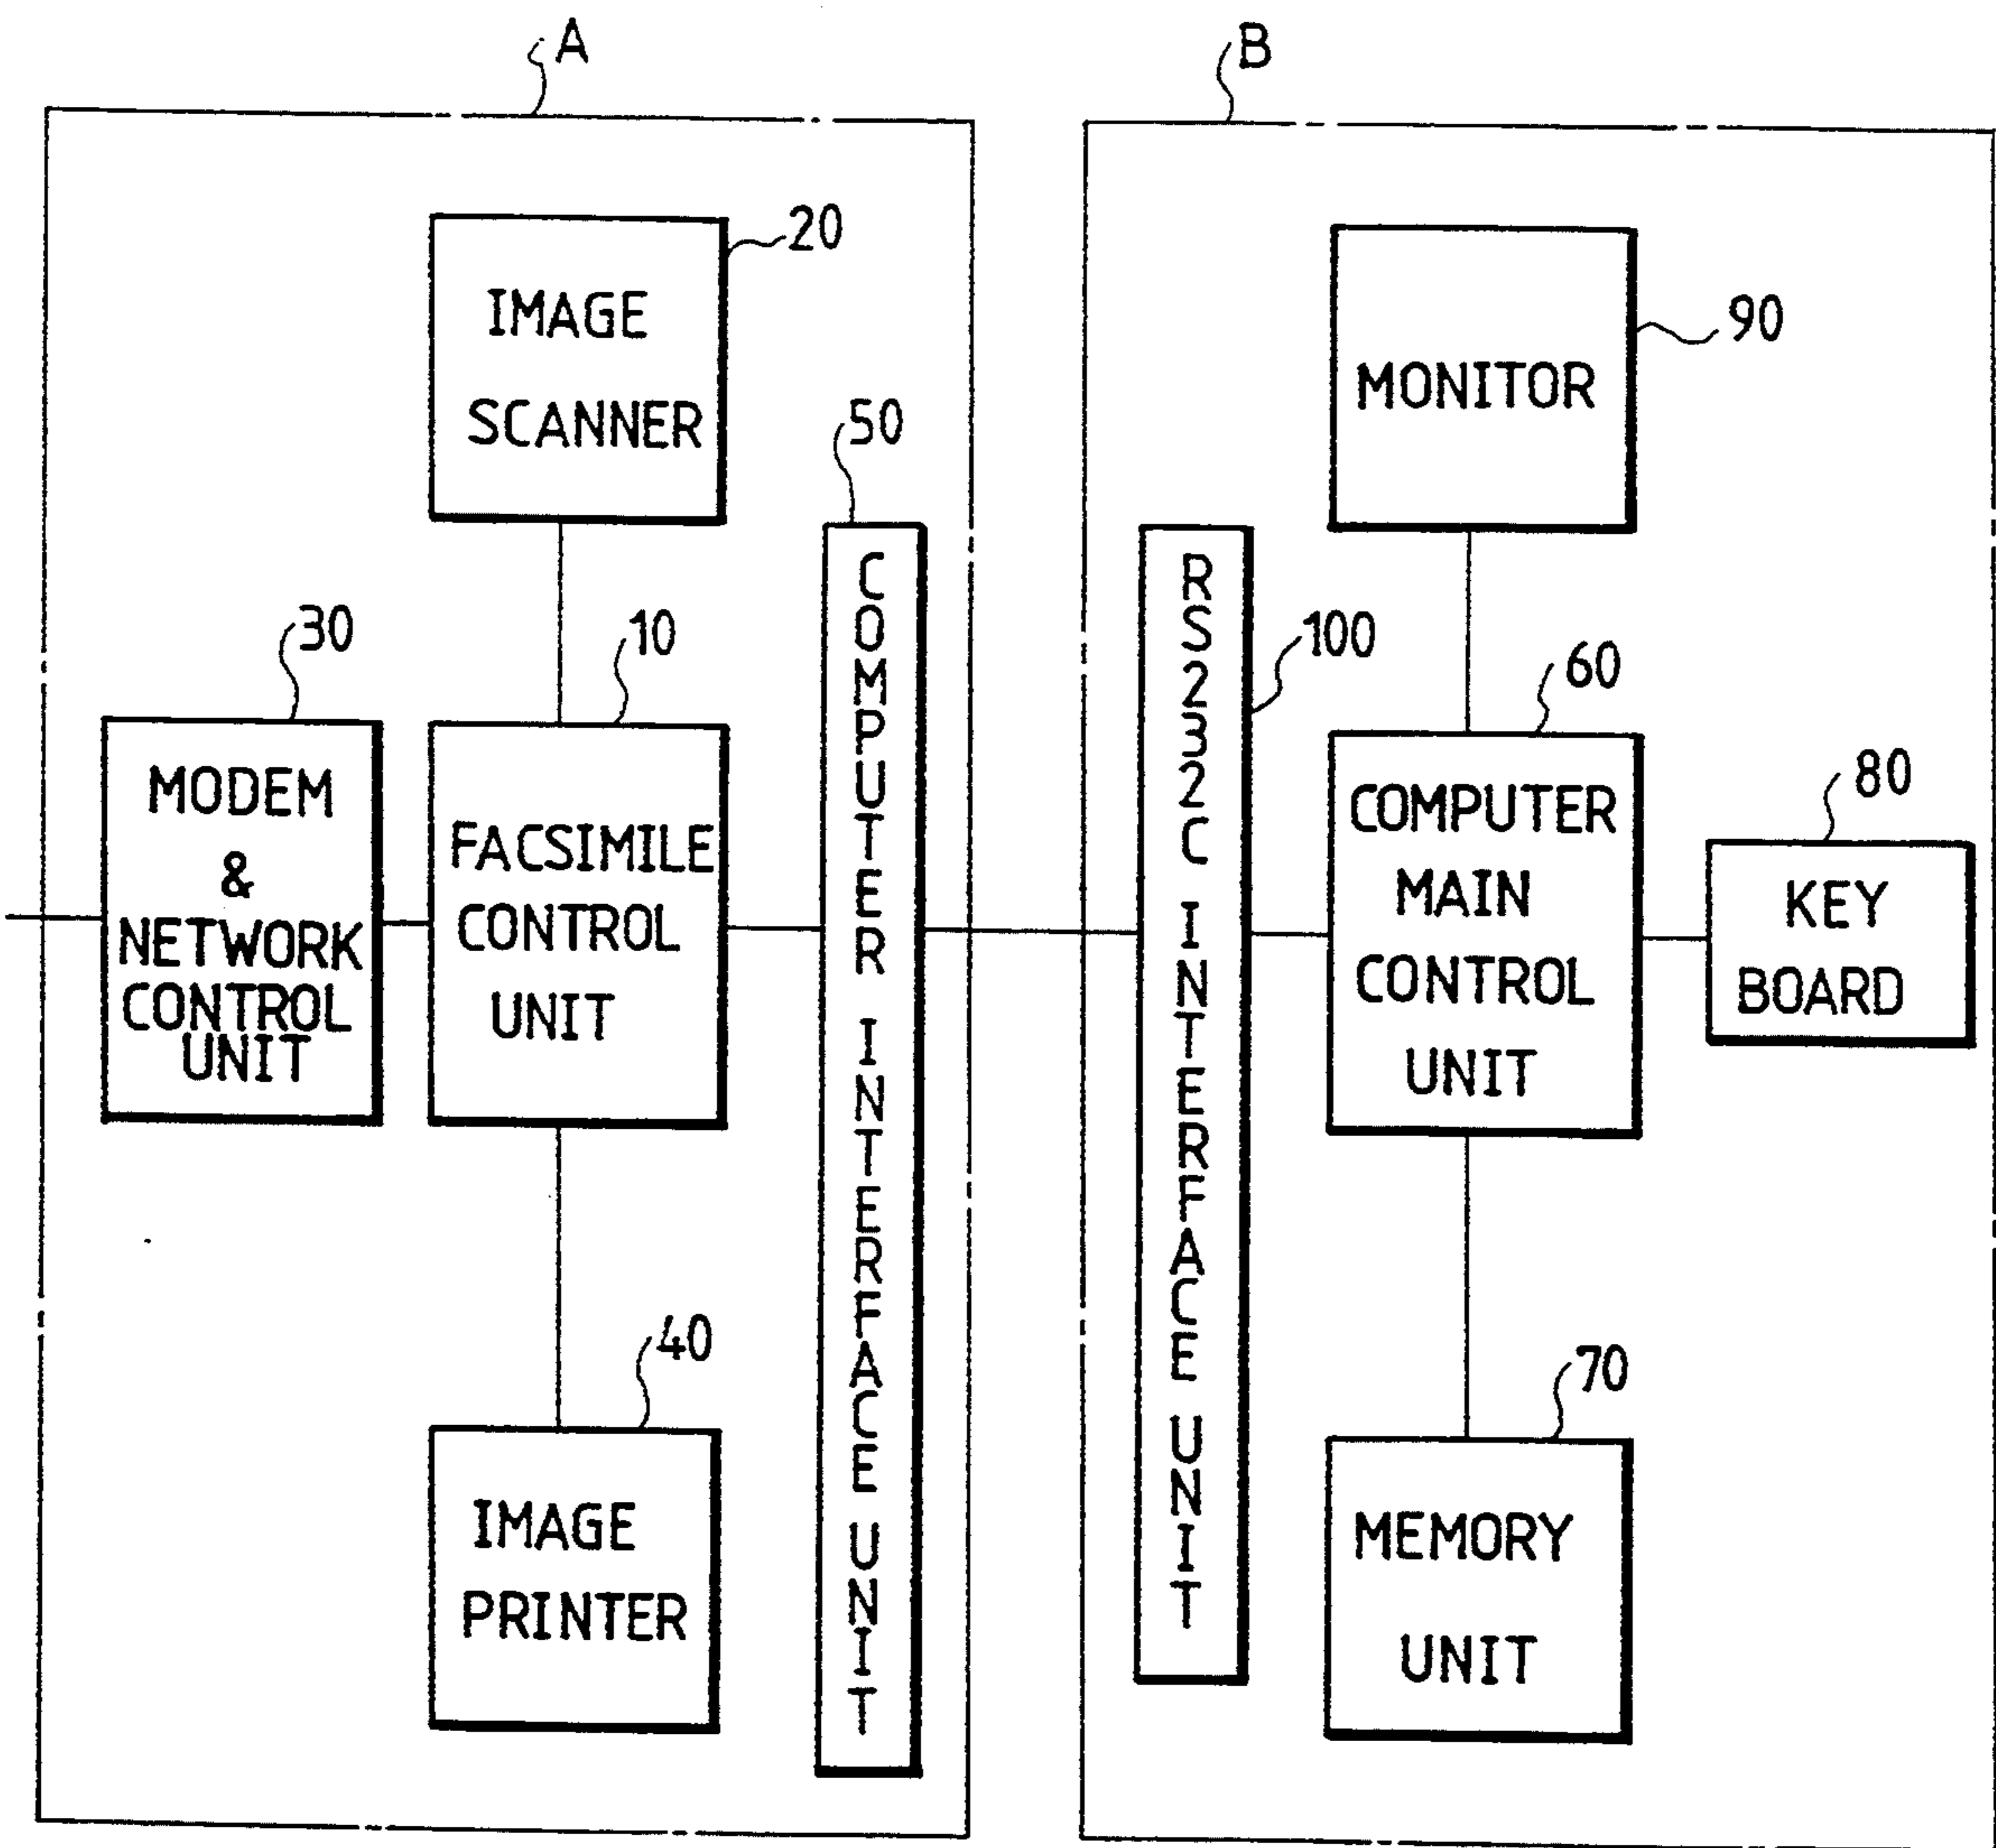 A
B
20
IMAGE
SCANNER
90
MONITOR
50
COMPUTER INTERFACE UNIT
RS232C INTERFACE UNIT
100
30
MODEM
&
NETWORK
CONTROL
UNIT
10
FACSIMILE
CONTROL
UNIT
60
COMPUTER
MAIN
CONTROL
UNIT
80
KEY
BOARD
40
IMAGE
PRINTER
70
MEMORY
UNIT